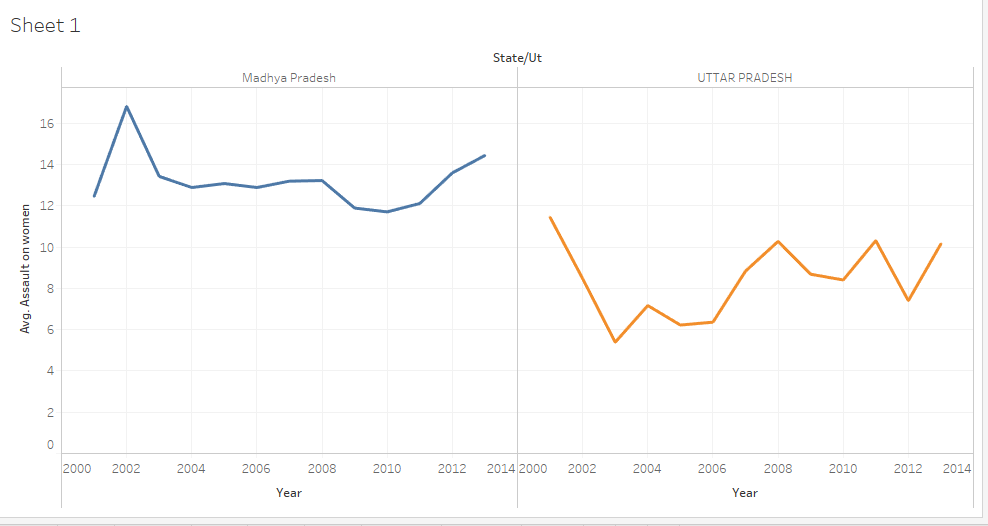 Sheet 1
State/Ut
Madhya Pradesh UTTAR PRADESH
Avg. Assault on women
16
14
12
10
8
6
4
2
0
2000 2002 2004 2006 2008 2010 2012 2014 2000 2002 2004 2006 2008 2010 2012 2014
Year Year